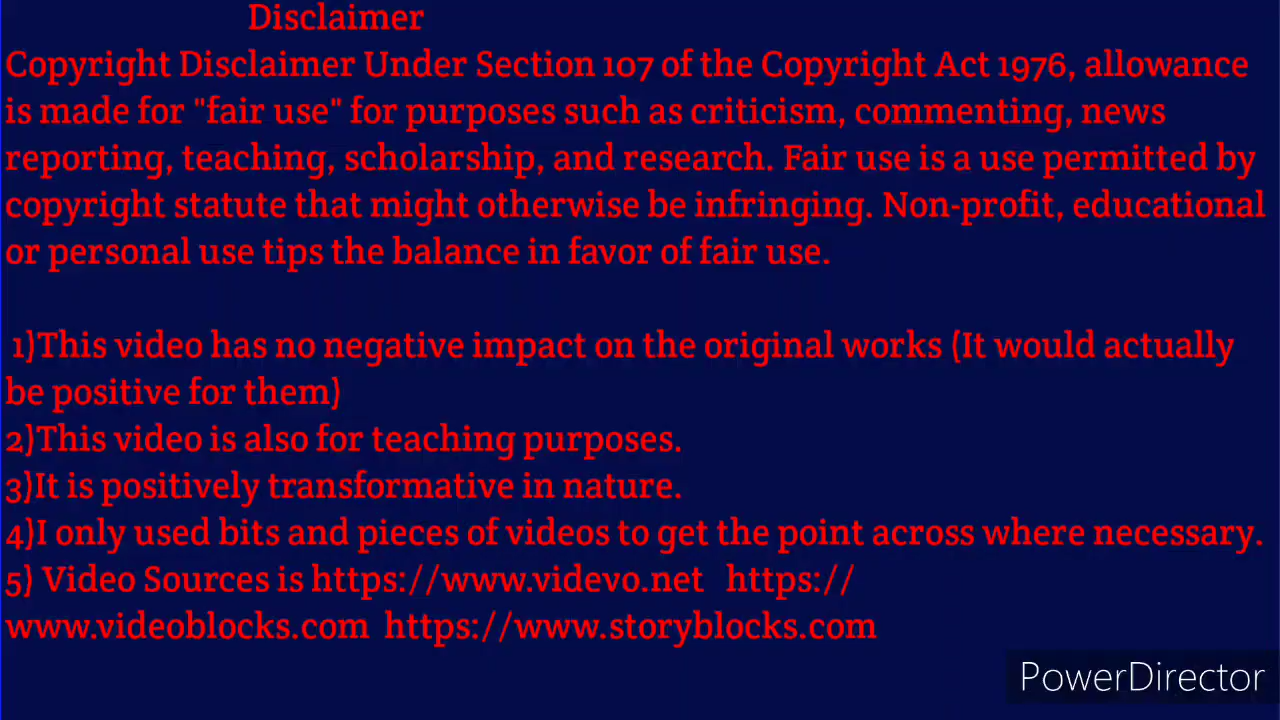 Disclaimer
Copyright Disclaimer Under Section 107 of the Copyright Act 1976, allowance
is made for "fair use" for purposes such as criticism, commenting, news
reporting, teaching, scholarship, and research. Fair use is a use permitted by
copyright statute that might otherwise be infringing. Non-profit, educational
or personal use tips the balance in favor of fair use.
1)This video has no negative impact on the original works (It would actually
be positive for them)
2)This video is also for teaching purposes.
3)It is positively transformative in nature.
4)I only used bits and pieces of videos to get the point across where necessary.
5) Video Sources is https://www.videvo.net https://
www.videoblocks.com https://www.storyblocks.com
PowerDirector